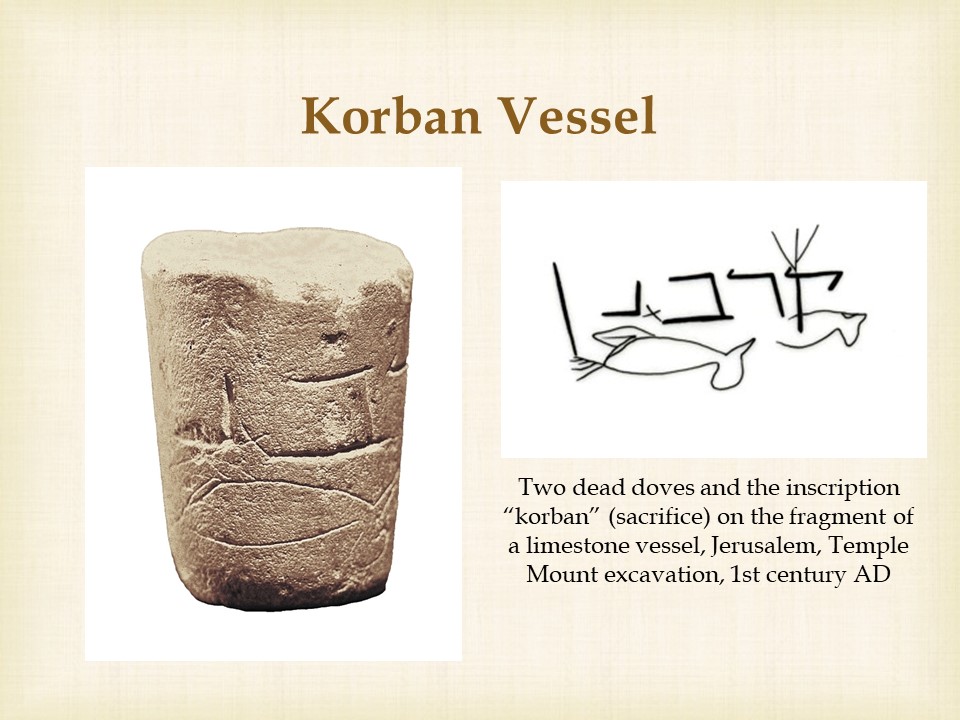 Korban Vessel
קרבן
Two dead doves and the inscription
“korban” (sacrifice) on the fragment of
a limestone vessel, Jerusalem, Temple
Mount excavation, 1st century AD